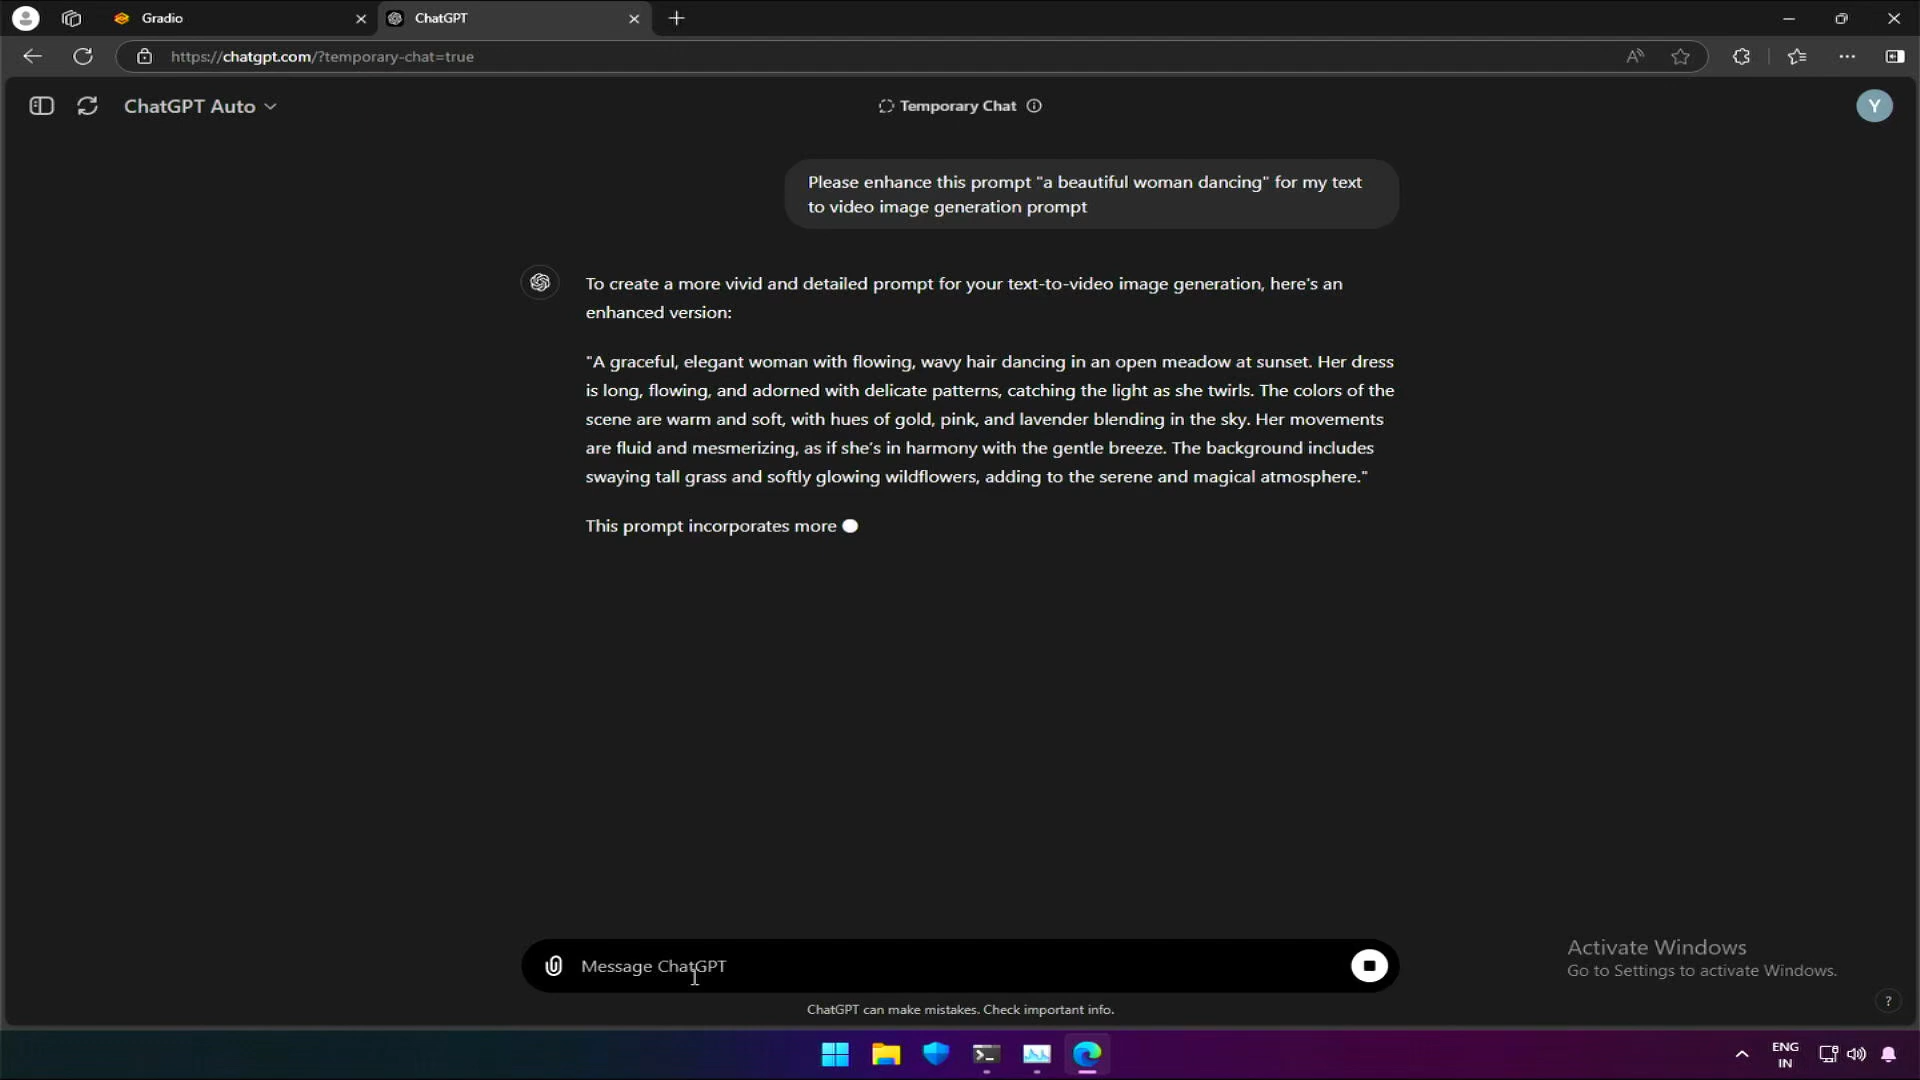 Gradio
ChatGPT
https://chatgpt.com/?temporary-chat=true
ChatGPT Auto
Temporary Chat
Y
Please enhance this prompt "a beautiful woman dancing" for my text
to video image generation prompt
To create a more vivid and detailed prompt for your text-to-video image generation, here's an
enhanced version:
"A graceful, elegant woman with flowing, wavy hair dancing in an open meadow at sunset. Her dress
is long, flowing, and adorned with delicate patterns, catching the light as she twirls. The colors of the
scene are warm and soft, with hues of gold, pink, and lavender blending in the sky. Her movements
are fluid and mesmerizing, as if she's in harmony with the gentle breeze. The background includes
swaying tall grass and softly glowing wildflowers, adding to the serene and magical atmosphere."
This prompt incorporates more
Message ChatGPT
Activate Windows
Go to Settings to activate Windows.
ChatGPT can make mistakes. Check important info.
?
ENG
IN